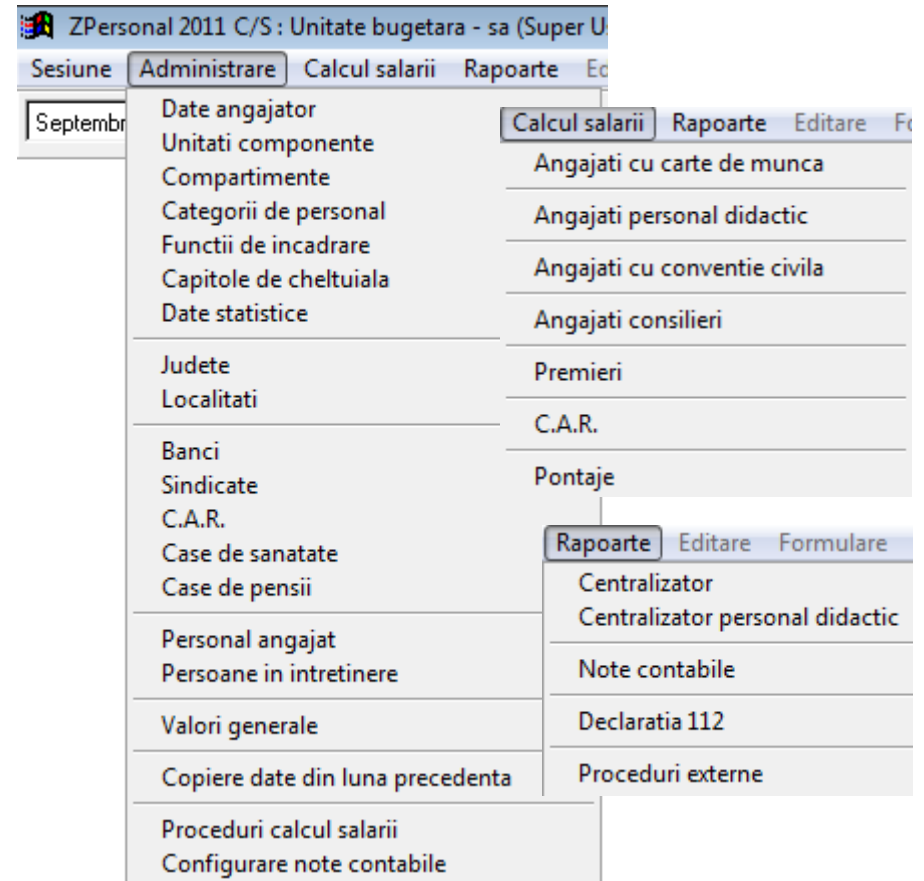 ZPersonal 2011 C/S : Unitate bugetara - sa (Super U
Sesiune Administrare Calcul salarii Rapoarte Ed
Septembr
Date angajator
Unitati componente
Compartimente
Categorii de personal
Functii de incadrare
Capitole de cheltuiala
Date statistice
Judete
Localitati
Banci
Sindicate
C.A.R.
Case de sanatate
Case de pensii
Personal angajat
Persoane in intretinere
Valori generale
Copiere date din luna precedenta
Proceduri calcul salarii
Configurare note contabile
Calcul salarii Rapoarte Editare Fo
Angajati cu carte de munca
Angajati personal didactic
Angajati cu conventie civila
Angajati consilieri
Premieri
C.A.R.
Pontaje
Rapoarte Editare Formulare
Centralizator
Centralizator personal didactic
Note contabile
Declaratia 112
Proceduri externe